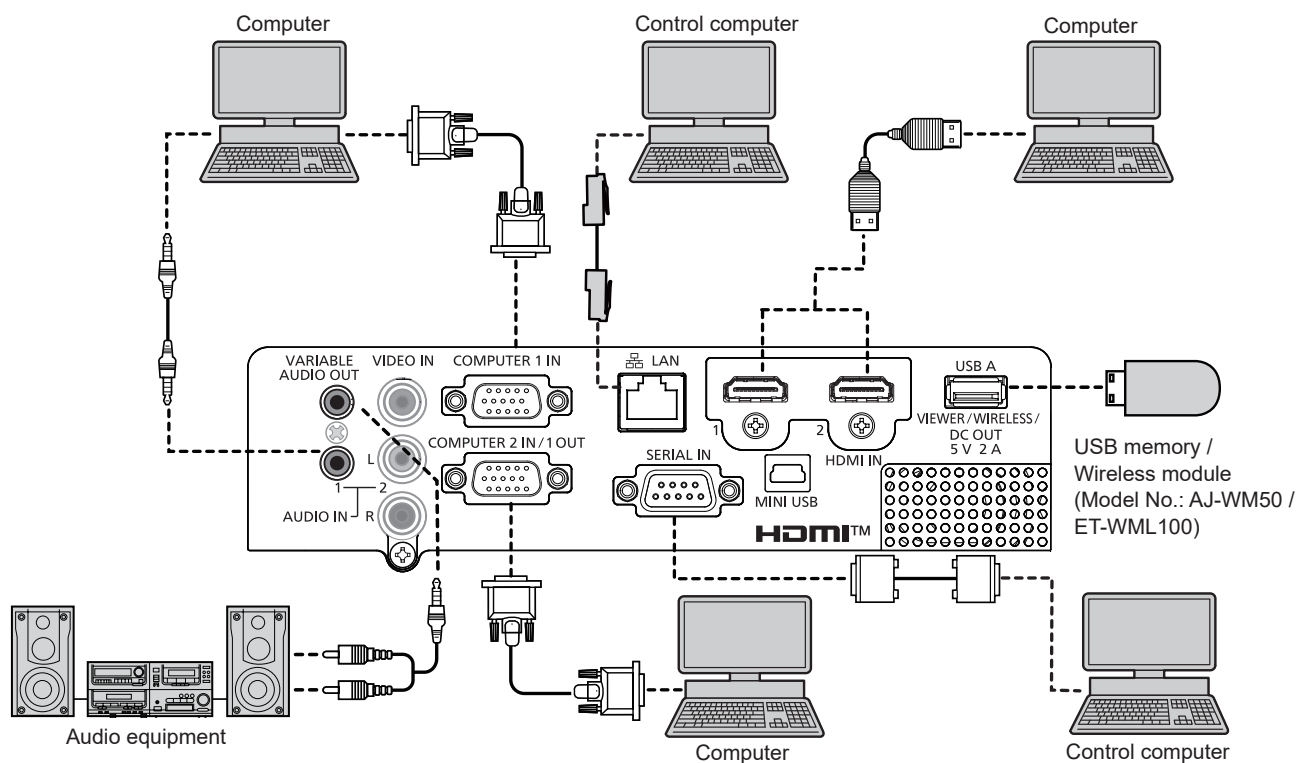 Computer
Control computer
Computer
VARIABLE
AUDIO OUT
VIDEO IN
COMPUTER 1 IN
LAN
USB A
VIEWER / WIRELESS /
DC OUT
5 V 2 A
1
2
HDMI IN
COMPUTER 2 IN / 1 OUT
L
SERIAL IN
MINI USB
1
2
AUDIO IN
R
HDMI™
USB memory /
Wireless module
(Model No.: AJ-WM50 /
ET-WML100)
Audio equipment
Computer
Control computer